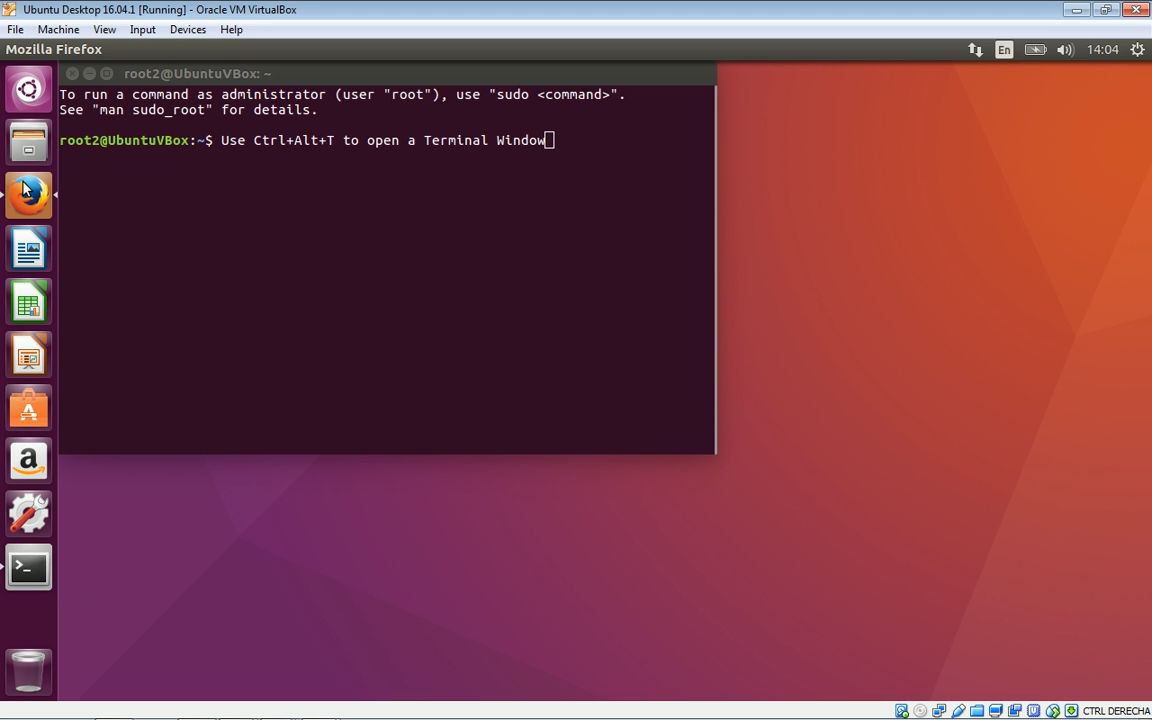 Ubuntu Desktop 16.04.1 [Running] - Oracle VM VirtualBox
File Machine View Input Devices Help
Mozilla Firefox En 14:04
root2@UbuntuVBox: ~
To run a command as administrator (user "root"), use "sudo <command>".
See "man sudo_root" for details.
root2@UbuntuVBox:~$ Use Ctrl+Alt+T to open a Terminal Window
CTRL DERECHA